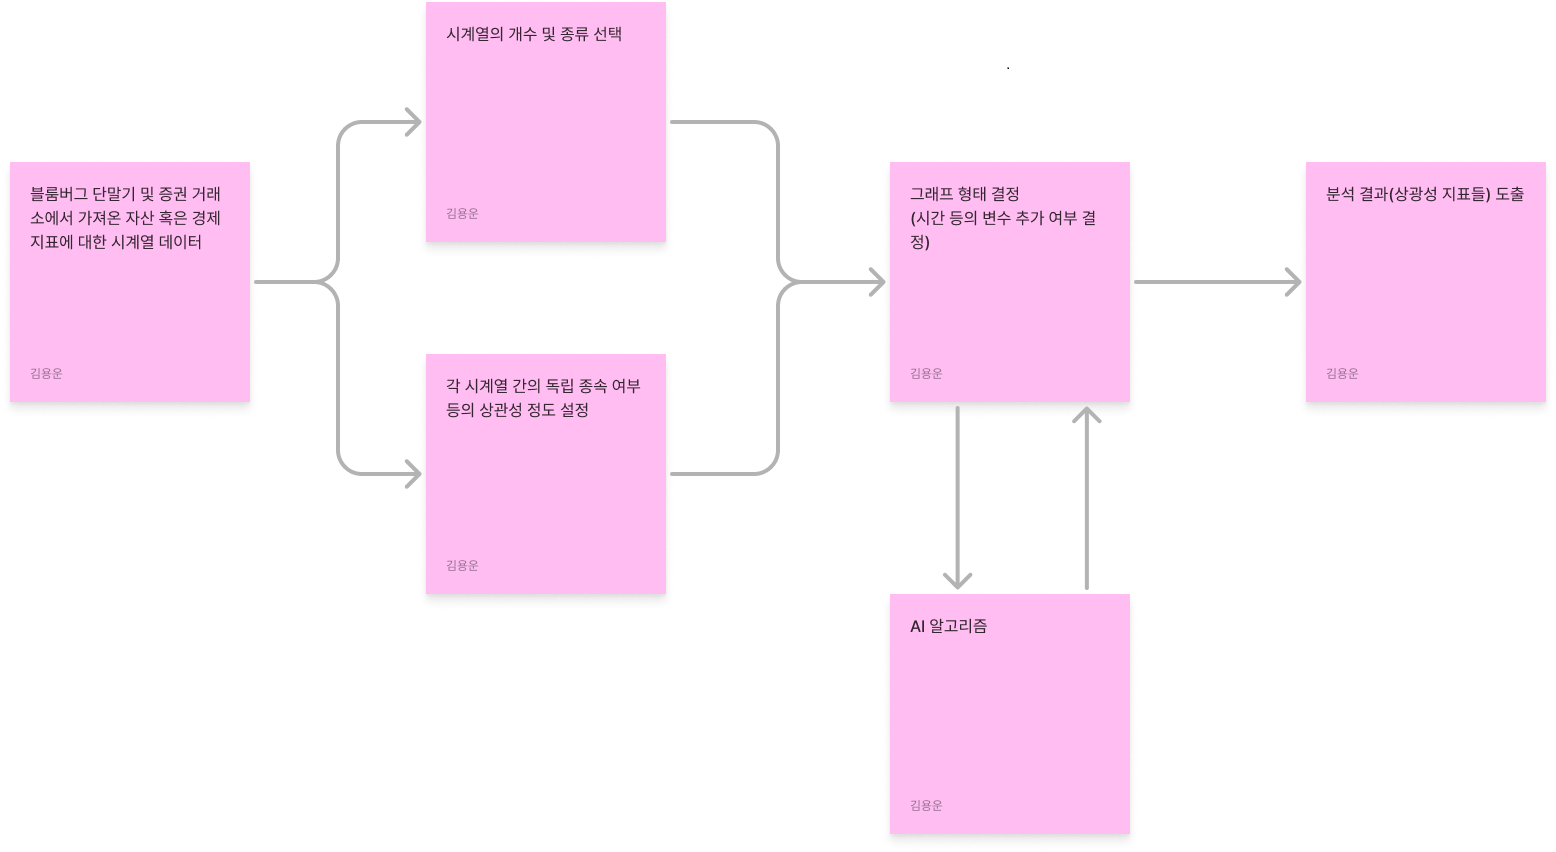 블룸버그 단말기 및 증권 거래
소에서 가져온 자산 혹은 경제
지표에 대한 시계열 데이터
김용운
시계열의 개수 및 종류 선택
김용운
각 시계열 간의 독립 종속 여부
등의 상관성 정도 설정
김용운
.
그래프 형태 결정
(시간 등의 변수 추가 여부 결
정)
김용운
AI 알고리즘
김용운
분석 결과(상광성 지표들) 도출
김용운